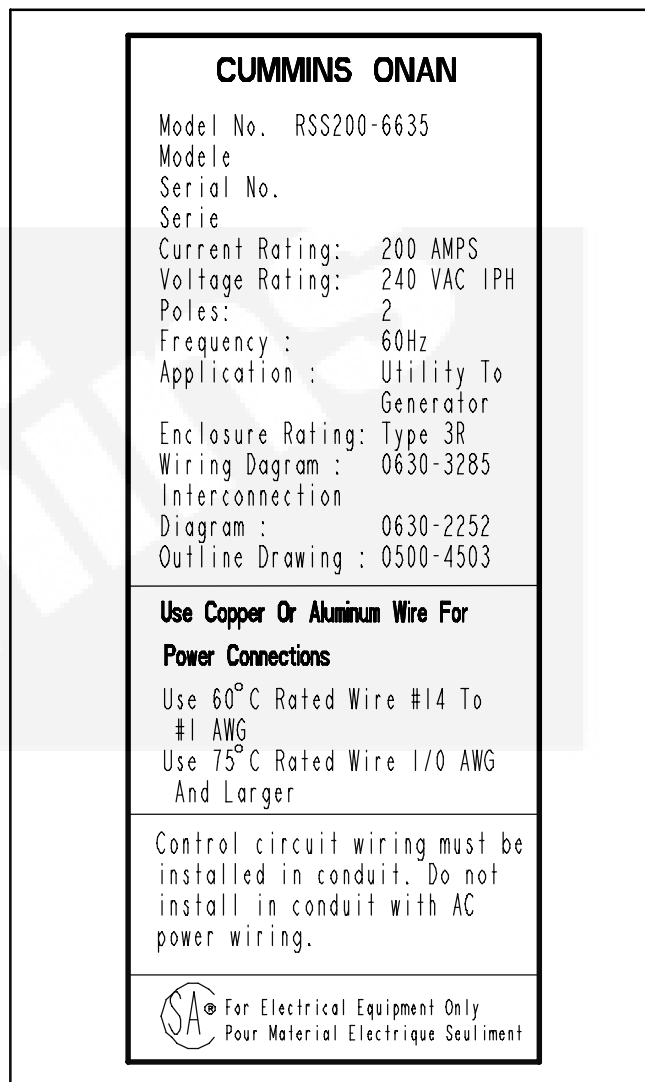 CUMMINS ONAN
Model No. RSS200-6635
Modele
Serial No.
Serie
Current Rating: 200 AMPS
Voltage Rating: 240 VAC 1PH
Poles: 2
Frequency : 60Hz
Application : Utility To
Generator
Enclosure Rating: Type 3R
Wiring Dagram : 0630-3285
Interconnection
Diagram : 0630-2252
Outline Drawing : 0500-4503
Use Copper Or Aluminum Wire For
Power Connections
Use 60°C Rated Wire #14 To
#1 AWG
Use 75°C Rated Wire 1/0 AWG
And Larger
Control circuit wiring must be
installed in conduit. Do not
install in conduit with AC
power wiring.
SA® For Electrical Equipment Only
Pour Material Electrique Seuliment